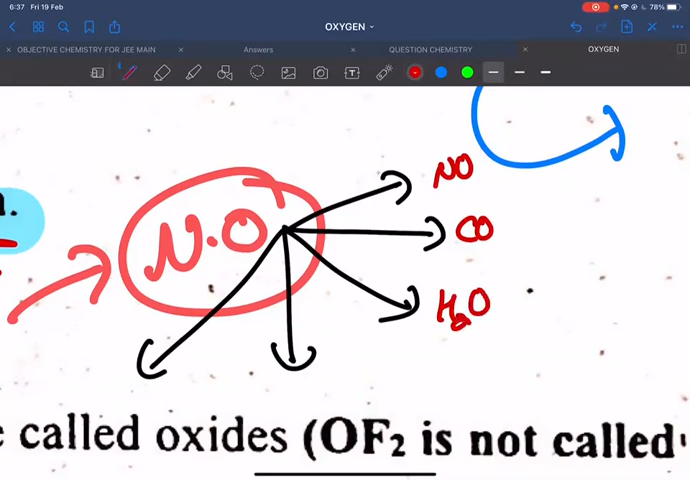 6:37 Fri 19 Feb 78%
OXYGEN
OBJECTIVE CHEMISTRY FOR JEE MAIN Answers QUESTION CHEMISTRY OXYGEN
NO
N.O
CO
H2O
called oxides (OF2 is not called